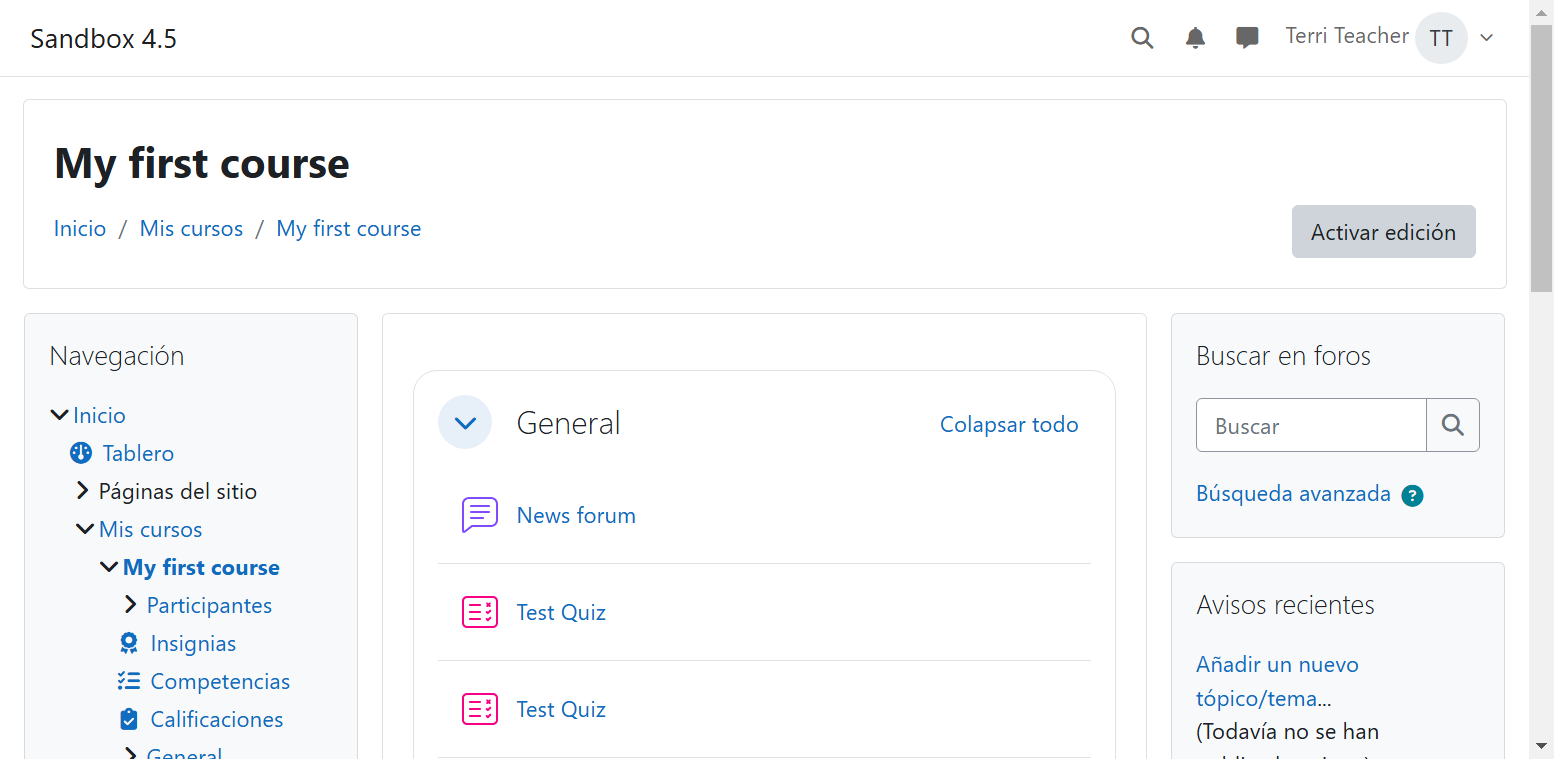 Sandbox 4.5
Terri Teacher
TT
My first course
Inicio / Mis cursos / My first course
Activar edición
Navegación
Inicio
Tablero
Páginas del sitio
Mis cursos
My first course
Participantes
Insignias
Competencias
Calificaciones
General
General
Colapsar todo
News forum
Test Quiz
Test Quiz
Buscar en foros
Buscar
Búsqueda avanzada ?
Avisos recientes
Añadir un nuevo
tópico/tema...
(Todavía no se han